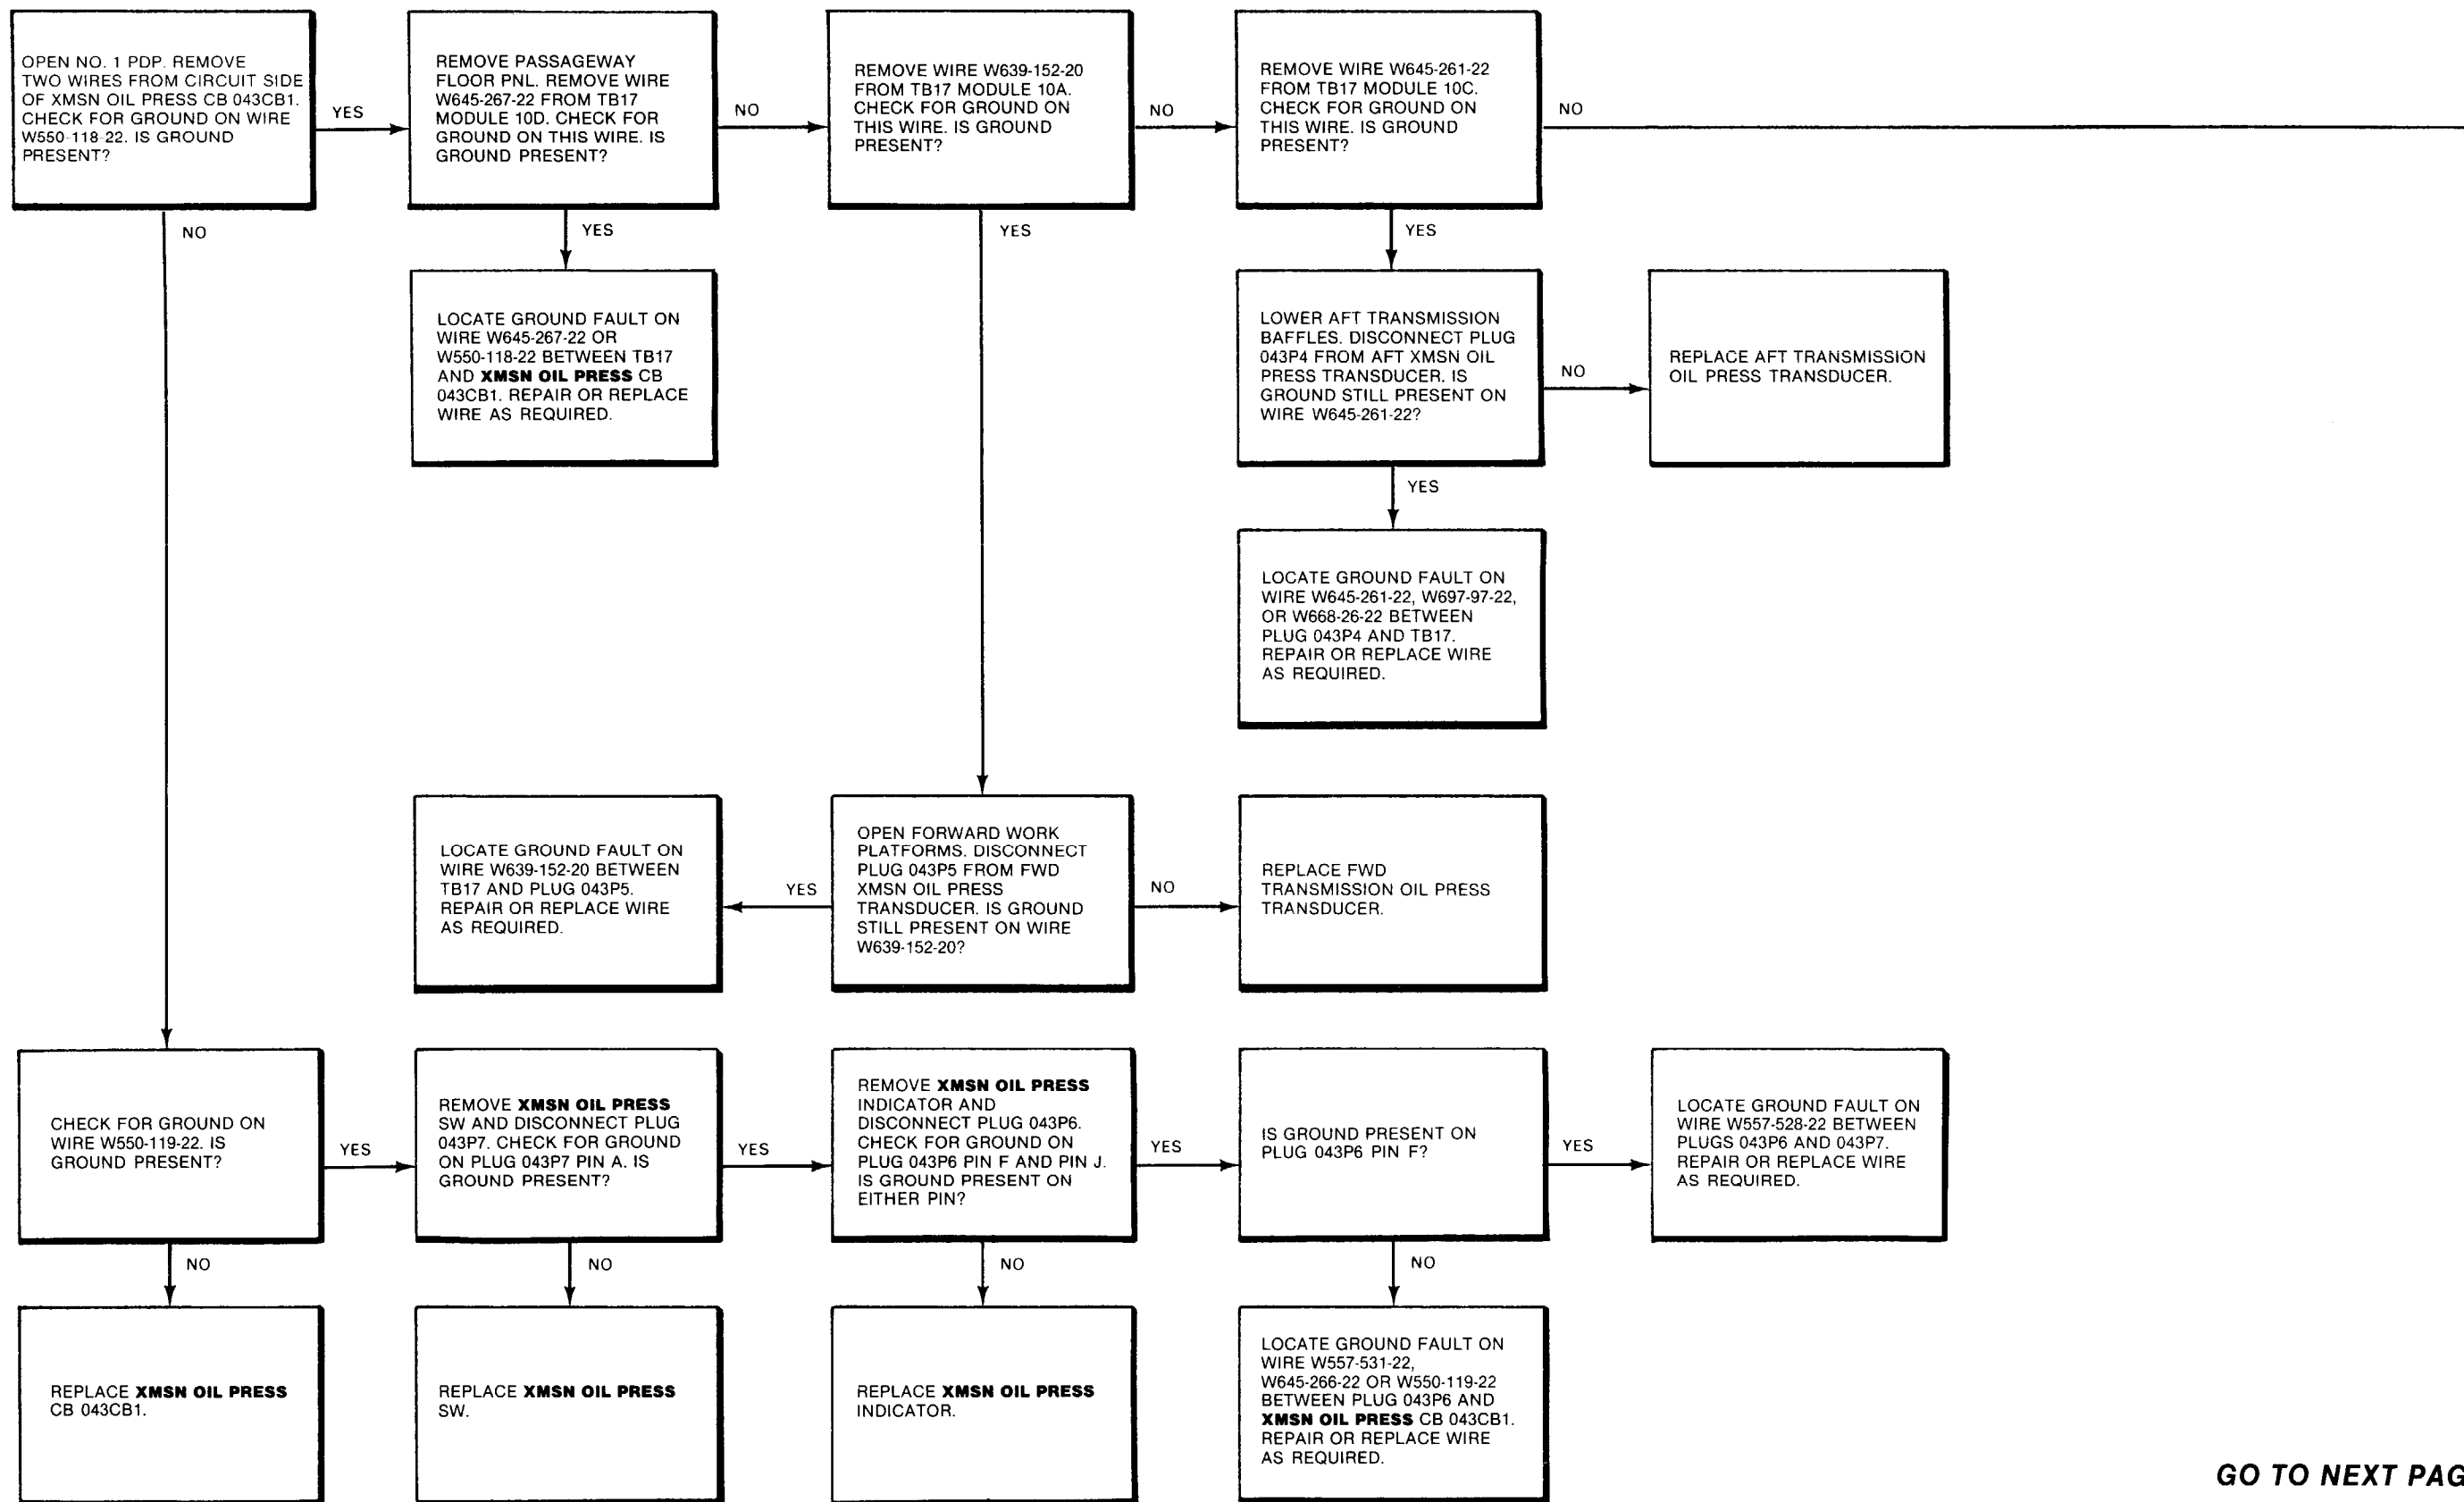 OPEN NO. 1 PDP. REMOVE
TWO WIRES FROM CIRCUIT SIDE
OF XMSN OIL PRESS CB 043CB1.
CHECK FOR GROUND ON WIRE
W550-118-22. IS GROUND
PRESENT?
YES
NO
REMOVE PASSAGEWAY
FLOOR PNL. REMOVE WIRE
W645-267-22 FROM TB17
MODULE 10D. CHECK FOR
GROUND ON THIS WIRE. IS
GROUND PRESENT?
NO
YES
REMOVE WIRE W639-152-20
FROM TB17 MODULE 10A.
CHECK FOR GROUND ON
THIS WIRE. IS GROUND
PRESENT?
NO
YES
REMOVE WIRE W645-261-22
FROM TB17 MODULE 10C.
CHECK FOR GROUND ON
THIS WIRE. IS GROUND
PRESENT?
NO
YES
LOCATE GROUND FAULT ON
WIRE W645-267-22 OR
W550-118-22 BETWEEN TB17
AND XMSN OIL PRESS CB
043CB1. REPAIR OR REPLACE
WIRE AS REQUIRED.
LOWER AFT TRANSMISSION
BAFFLES. DISCONNECT PLUG
043P4 FROM AFT XMSN OIL
PRESS TRANSDUCER. IS
GROUND STILL PRESENT ON
WIRE W645-261-22?
NO
YES
REPLACE AFT TRANSMISSION
OIL PRESS TRANSDUCER.
LOCATE GROUND FAULT ON
WIRE W645-261-22, W697-97-22,
OR W668-26-22 BETWEEN
PLUG 043P4 AND TB17.
REPAIR OR REPLACE WIRE
AS REQUIRED.
LOCATE GROUND FAULT ON
WIRE W639-152-20 BETWEEN
TB17 AND PLUG 043P5.
REPAIR OR REPLACE WIRE
AS REQUIRED.
YES
OPEN FORWARD WORK
PLATFORMS. DISCONNECT
PLUG 043P5 FROM FWD
XMSN OIL PRESS
TRANSDUCER. IS GROUND
STILL PRESENT ON WIRE
W639-152-20?
NO
REPLACE FWD
TRANSMISSION OIL PRESS
TRANSDUCER.
CHECK FOR GROUND ON
WIRE W550-119-22. IS
GROUND PRESENT?
YES
NO
REMOVE XMSN OIL PRESS
SW AND DISCONNECT PLUG
043P7. CHECK FOR GROUND
ON PLUG 043P7 PIN A. IS
GROUND PRESENT?
YES
NO
REMOVE XMSN OIL PRESS
INDICATOR AND
DISCONNECT PLUG 043P6.
CHECK FOR GROUND ON
PLUG 043P6 PIN F AND PIN J.
IS GROUND PRESENT ON
EITHER PIN?
YES
NO
IS GROUND PRESENT ON
PLUG 043P6 PIN F?
YES
NO
LOCATE GROUND FAULT ON
WIRE W557-528-22 BETWEEN
PLUGS 043P6 AND 043P7.
REPAIR OR REPLACE WIRE
AS REQUIRED.
REPLACE XMSN OIL PRESS
CB 043CB1.
REPLACE XMSN OIL PRESS
SW.
REPLACE XMSN OIL PRESS
INDICATOR.
LOCATE GROUND FAULT ON
WIRE W557-531-22,
W645-266-22 OR W550-119-22
BETWEEN PLUG 043P6 AND
XMSN OIL PRESS CB 043CB1.
REPAIR OR REPLACE WIRE
AS REQUIRED.
GO TO NEXT PAG